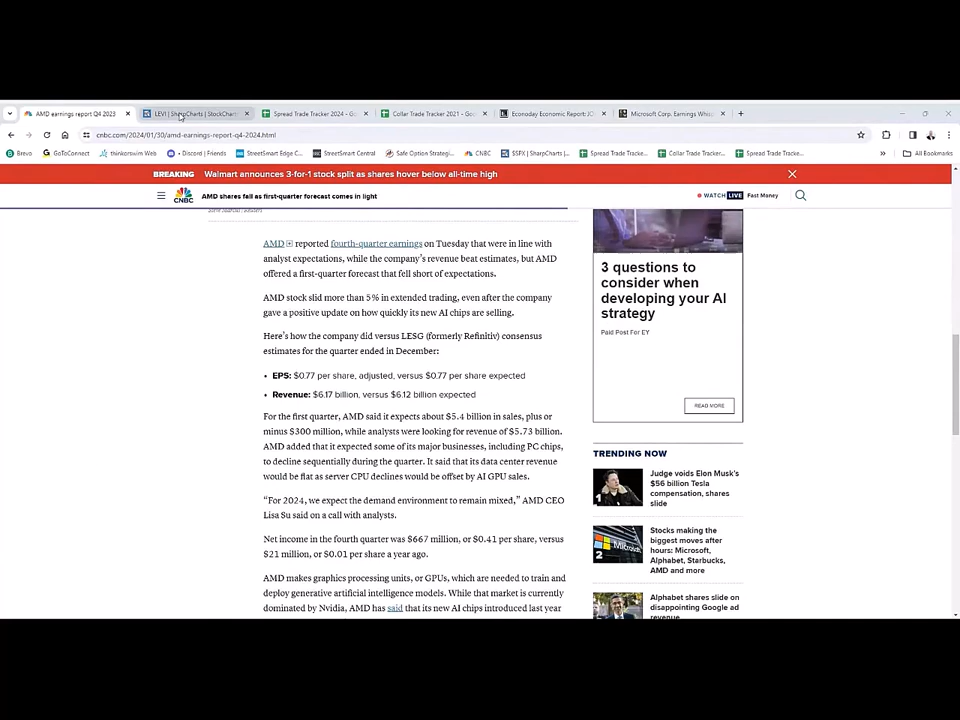 AMD earnings report Q4 2023
LEVI | SharpCharts | StockChar
Spread Trade Tracker 2024 - G
Collar Trade Tracker 2021 - G
Econoday Economic Report: JO
Microsoft Corp. Earnings Whis
cnbc.com/2024/01/30/amd-earnings-report-q4-2024.html
Brevo
GoToConnect
thinkorswim Web
• Discord | Friends
StreetSmart Edge C...
StreetSmart Central
Safe Option Strategi...
CNBC
$SPX | SharpCharts |...
Spread Trade Tracke...
Collar Trade Tracke...
Spread Trade Tracke...
All Bookmarks
BREAKING
Walmart announces 3-for-1 stock split as shares hover below all-time high
CNBC
AMD shares fall as first-quarter forecast comes in light
WATCH LIVE
Fast Money
AMD reported fourth-quarter earnings on Tuesday that were in line with
analyst expectations, while the company's revenue beat estimates, but AMD
offered a first-quarter forecast that fell short of expectations.
AMD stock slid more than 5% in extended trading, even after the company
gave a positive update on how quickly its new AI chips are selling.
Here's how the company did versus LESG (formerly Refinitiv) consensus
estimates for the quarter ended in December:
• EPS: $0.77 per share, adjusted, versus $0.77 per share expected
• Revenue: $6.17 billion, versus $6.12 billion expected
For the first quarter, AMD said it expects about $5.4 billion in sales, plus or
minus $300 million, while analysts were looking for revenue of $5.73 billion.
AMD added that it expected some of its major businesses, including PC chips,
to decline sequentially during the quarter. It said that its data center revenue
would be flat as server CPU declines would be offset by AI GPU sales.
"For 2024, we expect the demand environment to remain mixed," AMD CEO
Lisa Su said on a call with analysts.
Net income in the fourth quarter was $667 million, or $0.41 per share, versus
$21 million, or $0.01 per share a year ago.
AMD makes graphics processing units, or GPUs, which are needed to train and
deploy generative artificial intelligence models. While that market is currently
dominated by Nvidia, AMD has said that its new AI chips introduced last year
3 questions to
consider when
developing your AI
strategy
Paid Post For EY
READ MORE
TRENDING NOW
1
Judge voids Elon Musk's
$56 billion Tesla
compensation, shares
slide
2
Microsoft
Stocks making the
biggest moves after
hours: Microsoft,
Alphabet, Starbucks,
AMD and more
Alphabet shares slide on
disappointing Google ad
revenue